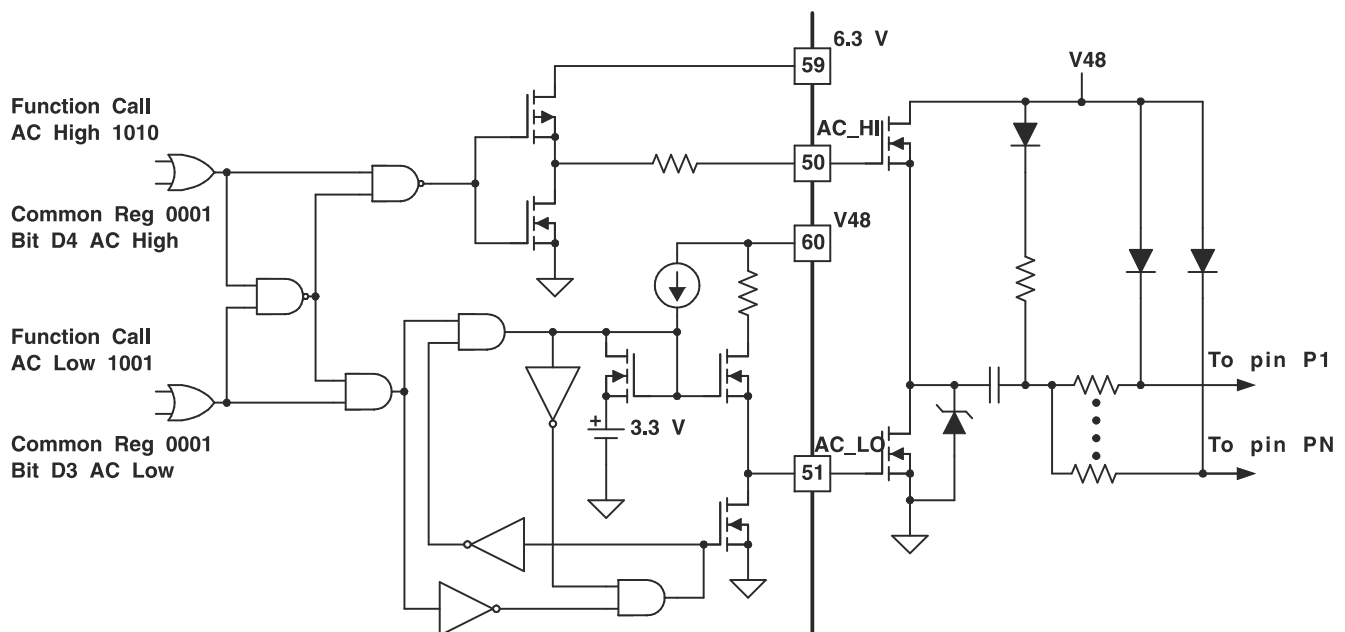 6.3 V
59
V48
Function Call
AC High 1010
AC_HI
50
Common Reg 0001
Bit D4 AC High
V48
60
Function Call
AC Low 1001
To pin P1
+
3.3 V
Common Reg 0001
Bit D3 AC Low
AC_LO
51
To pin PN